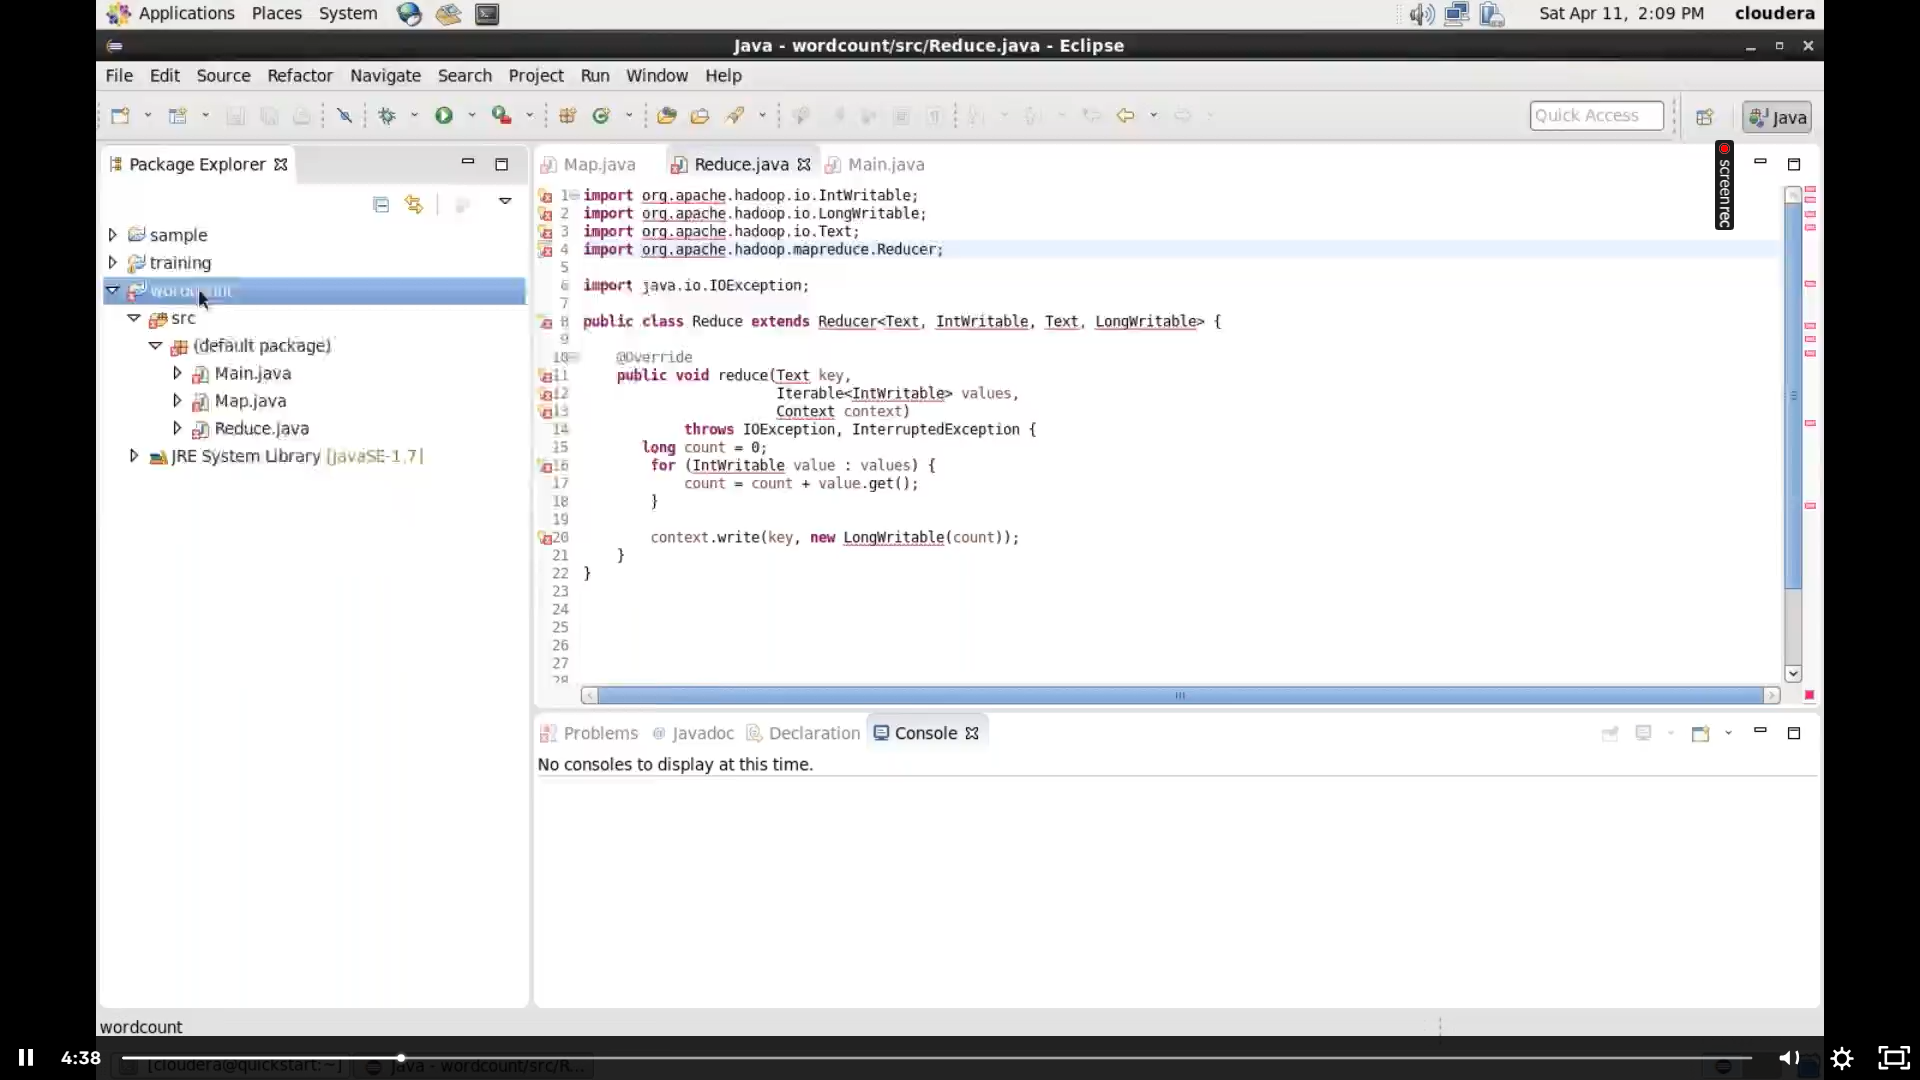 Applications Places System Sat Apr 11, 2:09 PM cloudera
Java - wordcount/src/Reduce.java - Eclipse
File Edit Source Refactor Navigate Search Project Run Window Help
Quick Access Java
Package Explorer
sample
training
wordcount
src
(default package)
Main.java
Map.java
Reduce.java
JRE System Library [JavaSE-1.7]
Map.java Reduce.java Main.java
screenrec
1 import org.apache.hadoop.io.IntWritable;
2 import org.apache.hadoop.io.LongWritable;
3 import org.apache.hadoop.io.Text;
4 import org.apache.hadoop.mapreduce.Reducer;
5
6 import java.io.IOException;
7
8 public class Reduce extends Reducer<Text, IntWritable, Text, LongWritable> {
9
10 @Override
11 public void reduce(Text key,
12 Iterable<IntWritable> values,
13 Context context)
14 throws IOException, InterruptedException {
15 long count = 0;
16 for (IntWritable value : values) {
17 count = count + value.get();
18 }
19
20 context.write(key, new LongWritable(count));
21 }
22 }
23
24
25
26
27
28
Problems Javadoc Declaration Console
No consoles to display at this time.
wordcount
4:38
[cloudera@quickstart:~] Java - wordcount/src/R...